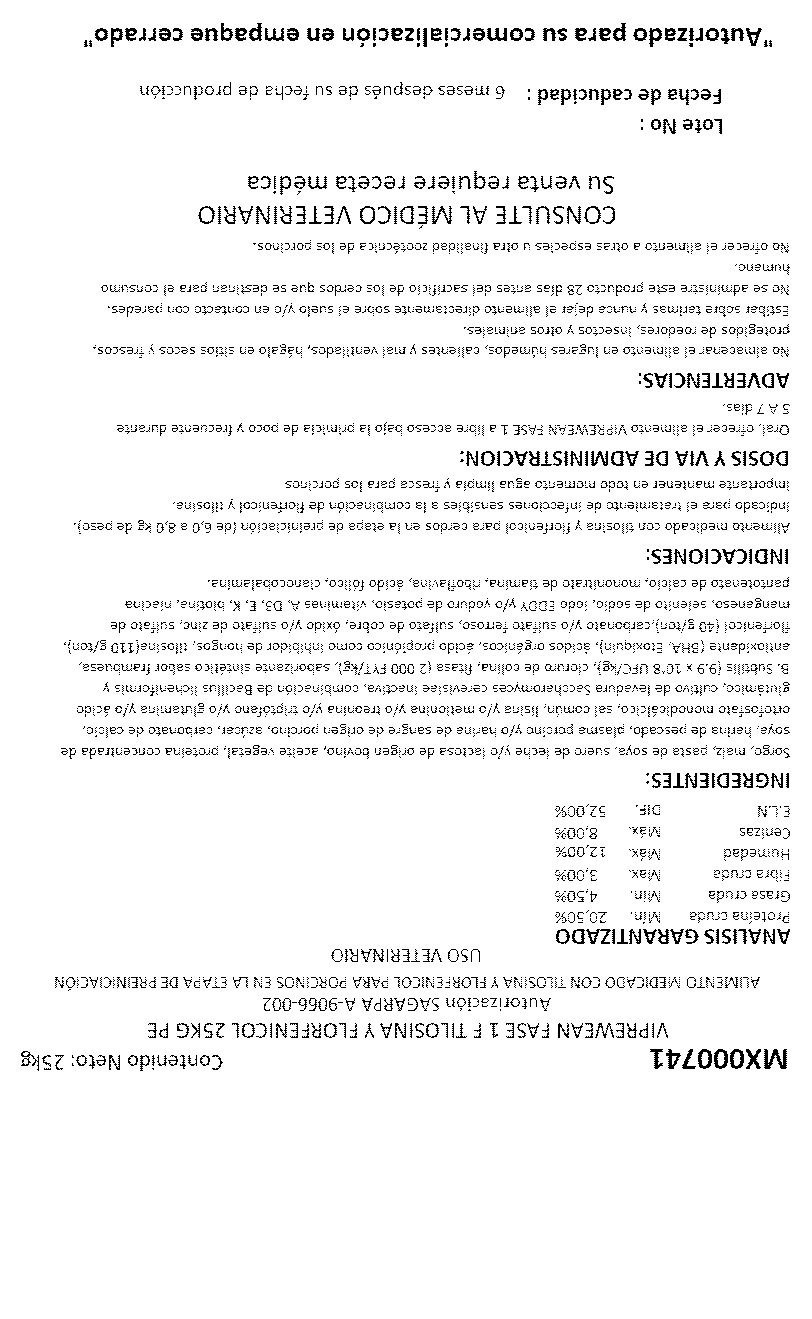 MX000741 Contenido Neto: 25kg
VIPREWEAN FASE 1 F TILOSINA Y FLORFENICOL 25KG PE
Autorización SAGARPA A-9066-002
ALIMENTO MEDICADO CON TILOSINA Y FLORFENICOL PARA PORCINOS EN LA ETAPA DE PREINICIACIÓN
USO VETERINARIO
ANALISIS GARANTIZADO
Proteína cruda Mín. 20,50%
Grasa cruda Mín. 4,50%
Fibra cruda Max. 3,00%
Humedad Máx. 12,00%
Cenizas Máx. 8,00%
E.L.N DIF. 52,00%
INGREDIENTES:
Sorgo, maíz, pasta de soya, suero de leche y/o lactosa de origen bovino, aceite vegetal, proteína concentrada de
soya, harina de pescado, plasma porcino y/o harina de sangre de origen porcino, azúcar, carbonato de calcio,
ortofosfato monodicálcico, sal común, lisina y/o metionina y/o treonina y/o triptófano y/o glutamina y/o ácido
glutámico, cultivo de levadura Saccharomyces cerevisiae inactiva, combinación de Bacillus licheniformis y
B. Subtilis (9.9 x 10^8 UFC/kg), cloruro de colina, fitasa (2 000 FYT/kg), saborizante sintético sabor frambuesa,
antioxidante (BHA, Etoxiquin), ácidos orgánicos, ácido propiónico como inhibidor de hongos, tilosina(110 g/ton),
florfenicol (40 g/ton),carbonato y/o sulfato ferroso, sulfato de cobre, óxido y/o sulfato de zinc, sulfato de
manganeso, selenito de sodio, iodo EDDY y/o yoduro de potasio, vitaminas A, D3, E, K, biotina, niacina
pantotenato de calcio, mononitrato de tiamina, riboflavina, ácido fólico, cianocobalamina.
INDICACIONES:
Alimento medicado con tilosina y florfenicol para cerdos en la etapa de preiniciación (de 6,0 a 8,0 kg de peso).
Indicado para el tratamiento de infecciones sensibles a la combinación de florfenicol y tilosina.
Importante mantener en todo momento agua limpia y fresca para los porcinos
DOSIS Y VIA DE ADMINISTRACION:
Oral, ofrecer el alimento VIPREWEAN FASE 1 a libre acceso bajo la primicia de poco y frecuente durante
5 A 7 días.
ADVERTENCIAS:
No almacenar el alimento en lugares húmedos, calientes y mal ventilados, hágalo en sitios secos y frescos,
protegidos de roedores, insectos y otros animales.
Estibar sobre tarimas y nunca dejar el alimento directamente sobre el suelo y/o en contacto con paredes.
No se administre este producto 28 días antes del sacrificio de los cerdos que se destinan para el consumo
humano.
No ofrecer el alimento a otras especies u otra finalidad zootécnica de los porcinos.
CONSULTE AL MÉDICO VETERINARIO
Su venta requiere receta médica
Lote No :
Fecha de caducidad : 6 meses después de su fecha de producción
"Autorizado para su comercialización en empaque cerrado"